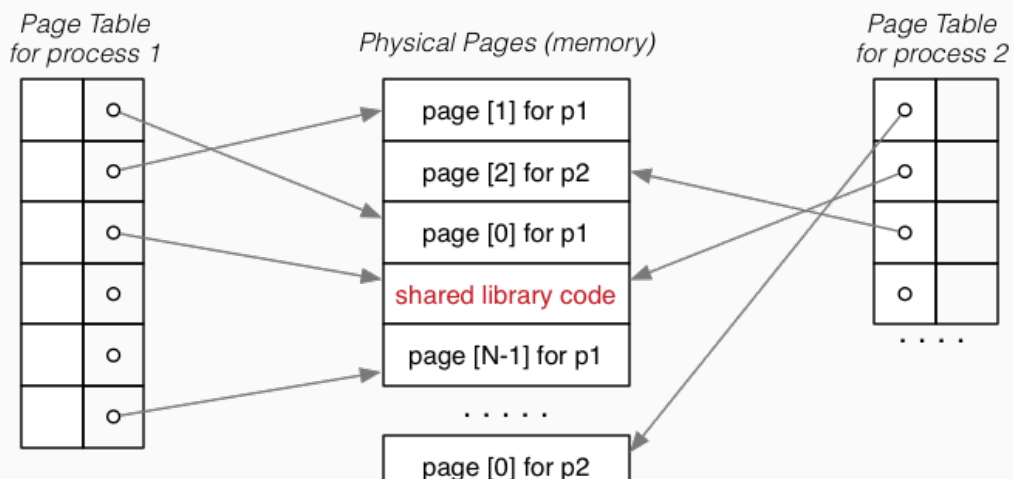 Page Table
for process 1
Physical Pages (memory)
Page Table
for process 2
page [1] for p1
page [2] for p2
page [0] for p1
shared library code
page [N-1] for p1
. . . .
. . . . .
page [0] for p2